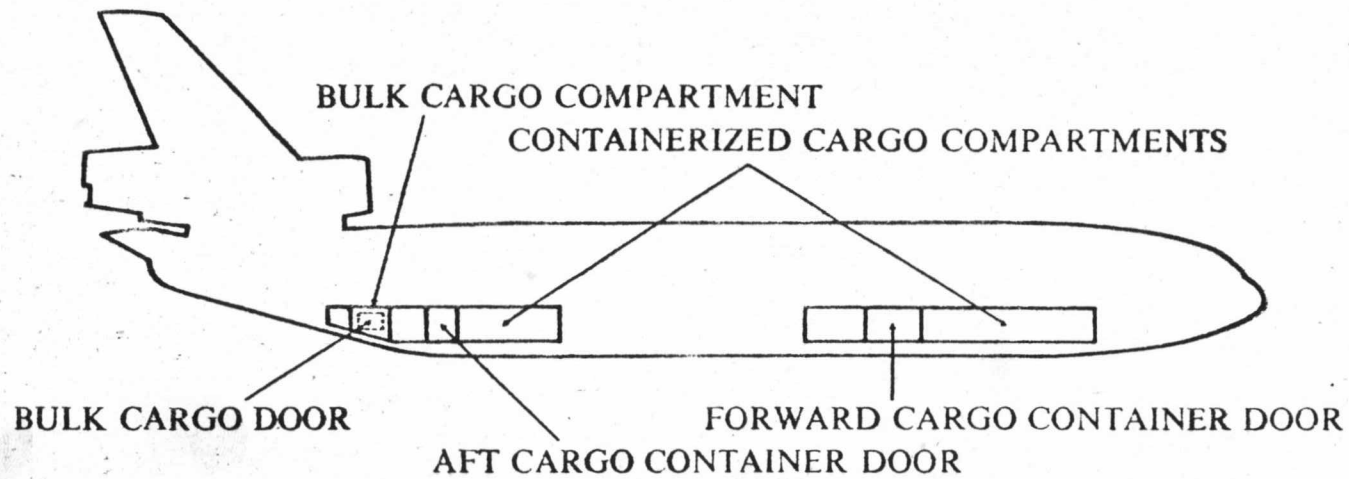 BULK CARGO COMPARTMENT
CONTAINERIZED CARGO COMPARTMENTS
BULK CARGO DOOR
FORWARD CARGO CONTAINER DOOR
AFT CARGO CONTAINER DOOR